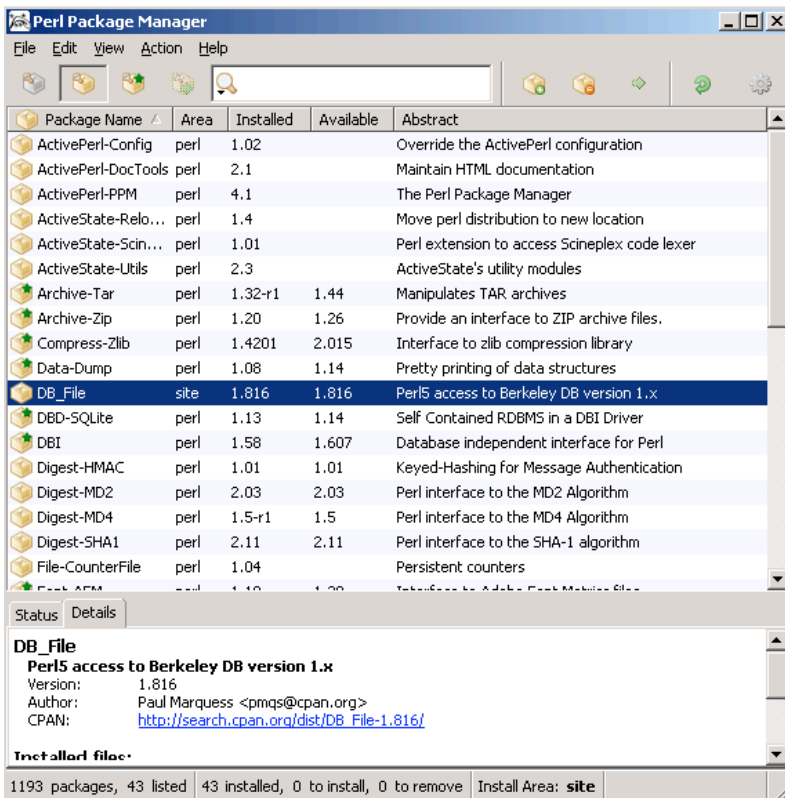 Perl Package Manager
File Edit View Action Help
Package Name Area Installed Available Abstract
ActivePerl-Config perl 1.02 Override the ActivePerl configuration
ActivePerl-DocTools perl 2.1 Maintain HTML documentation
ActivePerl-PPM perl 4.1 The Perl Package Manager
ActiveState-Relo... perl 1.4 Move perl distribution to new location
ActiveState-Scin... perl 1.01 Perl extension to access Scineplex code lexer
ActiveState-Utils perl 2.3 ActiveState's utility modules
Archive-Tar perl 1.32-r1 1.44 Manipulates TAR archives
Archive-Zip perl 1.20 1.26 Provide an interface to ZIP archive files.
Compress-Zlib perl 1.4201 2.015 Interface to zlib compression library
Data-Dump perl 1.08 1.14 Pretty printing of data structures
DB_File site 1.816 1.816 Perl5 access to Berkeley DB version 1.x
DBD-SQLite perl 1.13 1.14 Self Contained RDBMS in a DBI Driver
DBI perl 1.58 1.607 Database independent interface for Perl
Digest-HMAC perl 1.01 1.01 Keyed-Hashing for Message Authentication
Digest-MD2 perl 2.03 2.03 Perl interface to the MD2 Algorithm
Digest-MD4 perl 1.5-r1 1.5 Perl interface to the MD4 Algorithm
Digest-SHA1 perl 2.11 2.11 Perl interface to the SHA-1 algorithm
File-CounterFile perl 1.04 Persistent counters
Font-AFM perl Interface to Adobe Font Metrics files
Status Details
DB_File
Perl5 access to Berkeley DB version 1.x
Version: 1.816
Author: Paul Marquess <pmqs@cpan.org>
CPAN: http://search.cpan.org/dist/DB_File-1.816/
Installed files:
1193 packages, 43 listed 43 installed, 0 to install, 0 to remove Install Area: site